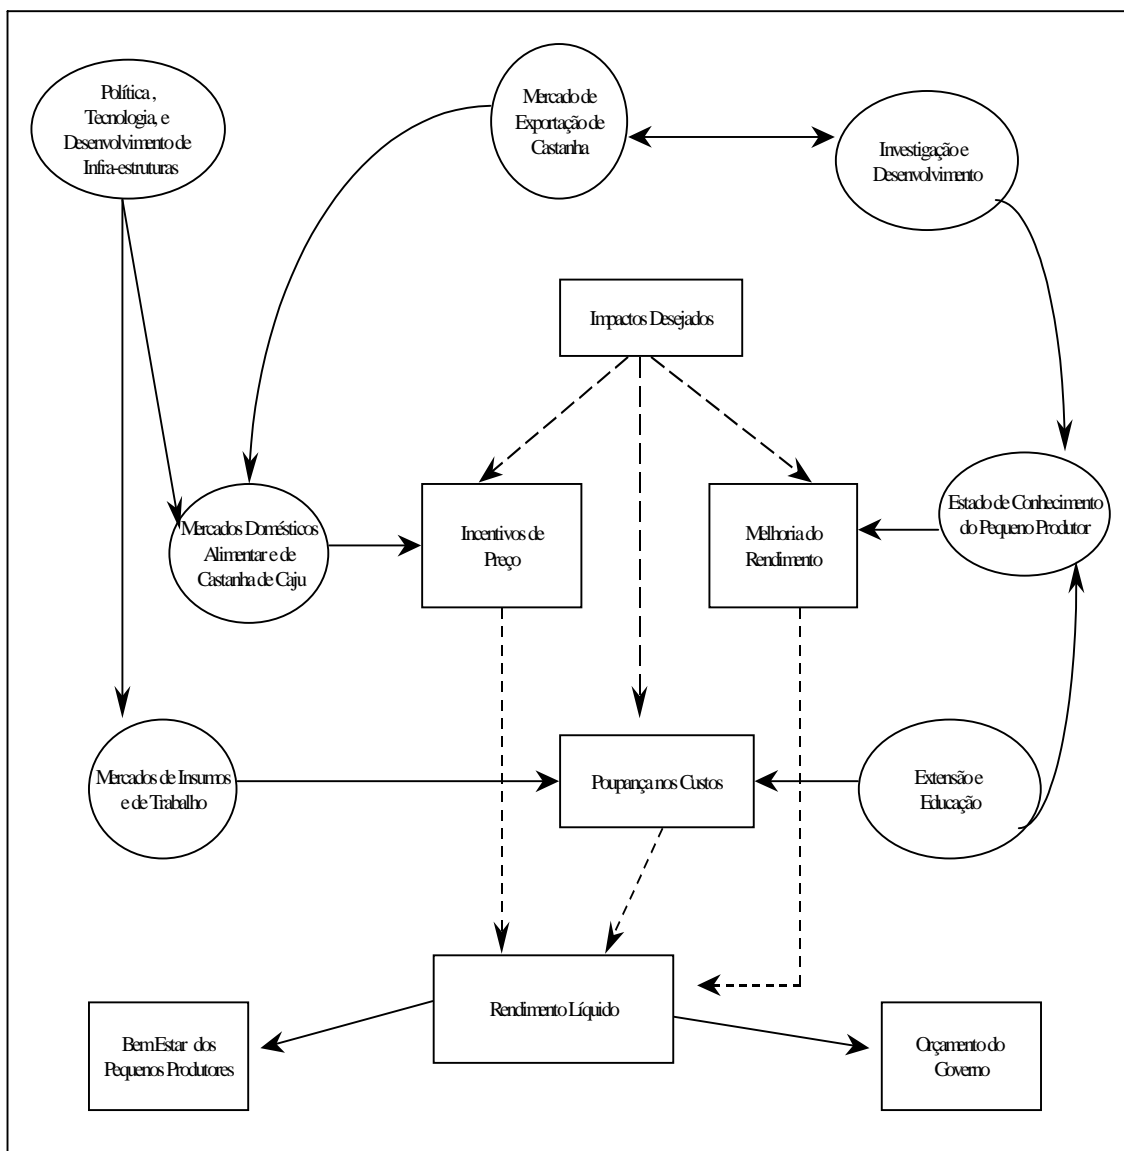 Política ,
Tecnologia, e
Desenvolvimento de
Infra-estruturas
Mercado de
Exportação de
Castanha
Investigação e
Desenvolvimento
Impactos Desejados
Mercados Domésticos
Alimentar e de
Castanha de Caju
Incentivos de
Preço
Melhoria do
Rendimento
Estado de Conhecimento
do Pequeno Produtor
Mercados de Insumos
e de Trabalho
Poupança nos Custos
Extensão e
Educação
Rendimento Líquido
Bem Estar dos
Pequenos Produtores
Orçamento do
Governo